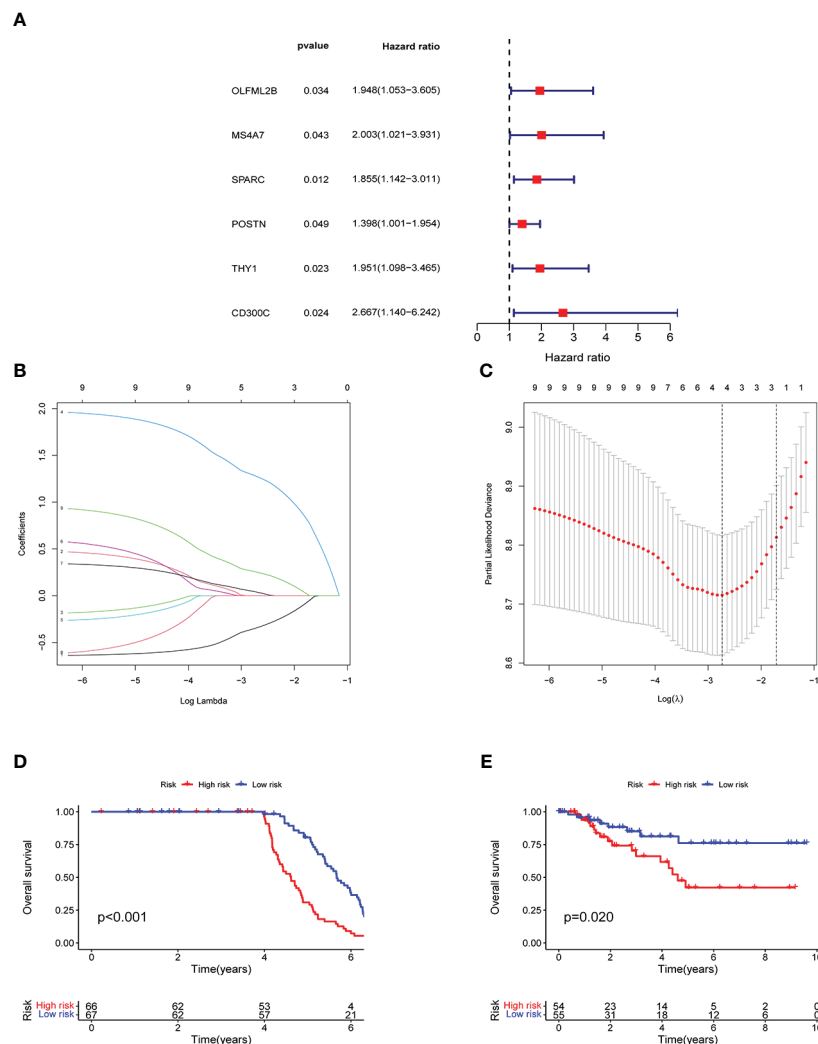 A
pvalue Hazard ratio
OLFML2B 0.034 1.948(1.053−3.605)
MS4A7 0.043 2.003(1.021−3.931)
SPARC 0.012 1.855(1.142−3.011)
POSTN 0.049 1.398(1.001−1.954)
THY1 0.023 1.951(1.098−3.465)
CD300C 0.024 2.667(1.140−6.242)
0 1 2 3 4 5 6
Hazard ratio
B
9 9 9 5 3 0
2.0
1.5
1.0
0.5
0.0
−0.5
Coefficients
4
9
6
2
7
3
5
−6 −5 −4 −3 −2 −1
Log Lambda
C
9 9 9 9 9 9 9 9 9 7 6 6 4 4 3 3 3 1 1
9.0
8.9
8.8
8.7
8.6
Partial Likelihood Deviance
−6 −5 −4 −3 −2 −1
Log(λ)
D
Risk High risk Low risk
1.00
0.75
0.50
0.25
0.00
Overall survival
p<0.001
0 2 4 6
Time(years)
Risk
High risk 66 62 53 4
Low risk 67 62 57 21
0 2 4 6
Time(years)
E
Risk High risk Low risk
1.00
0.75
0.50
0.25
0.00
Overall survival
p=0.020
0 2 4 6 8 10
Time(years)
Risk
High risk 54 23 14 5 2 0
Low risk 55 31 18 12 6 0
0 2 4 6 8 10
Time(years)